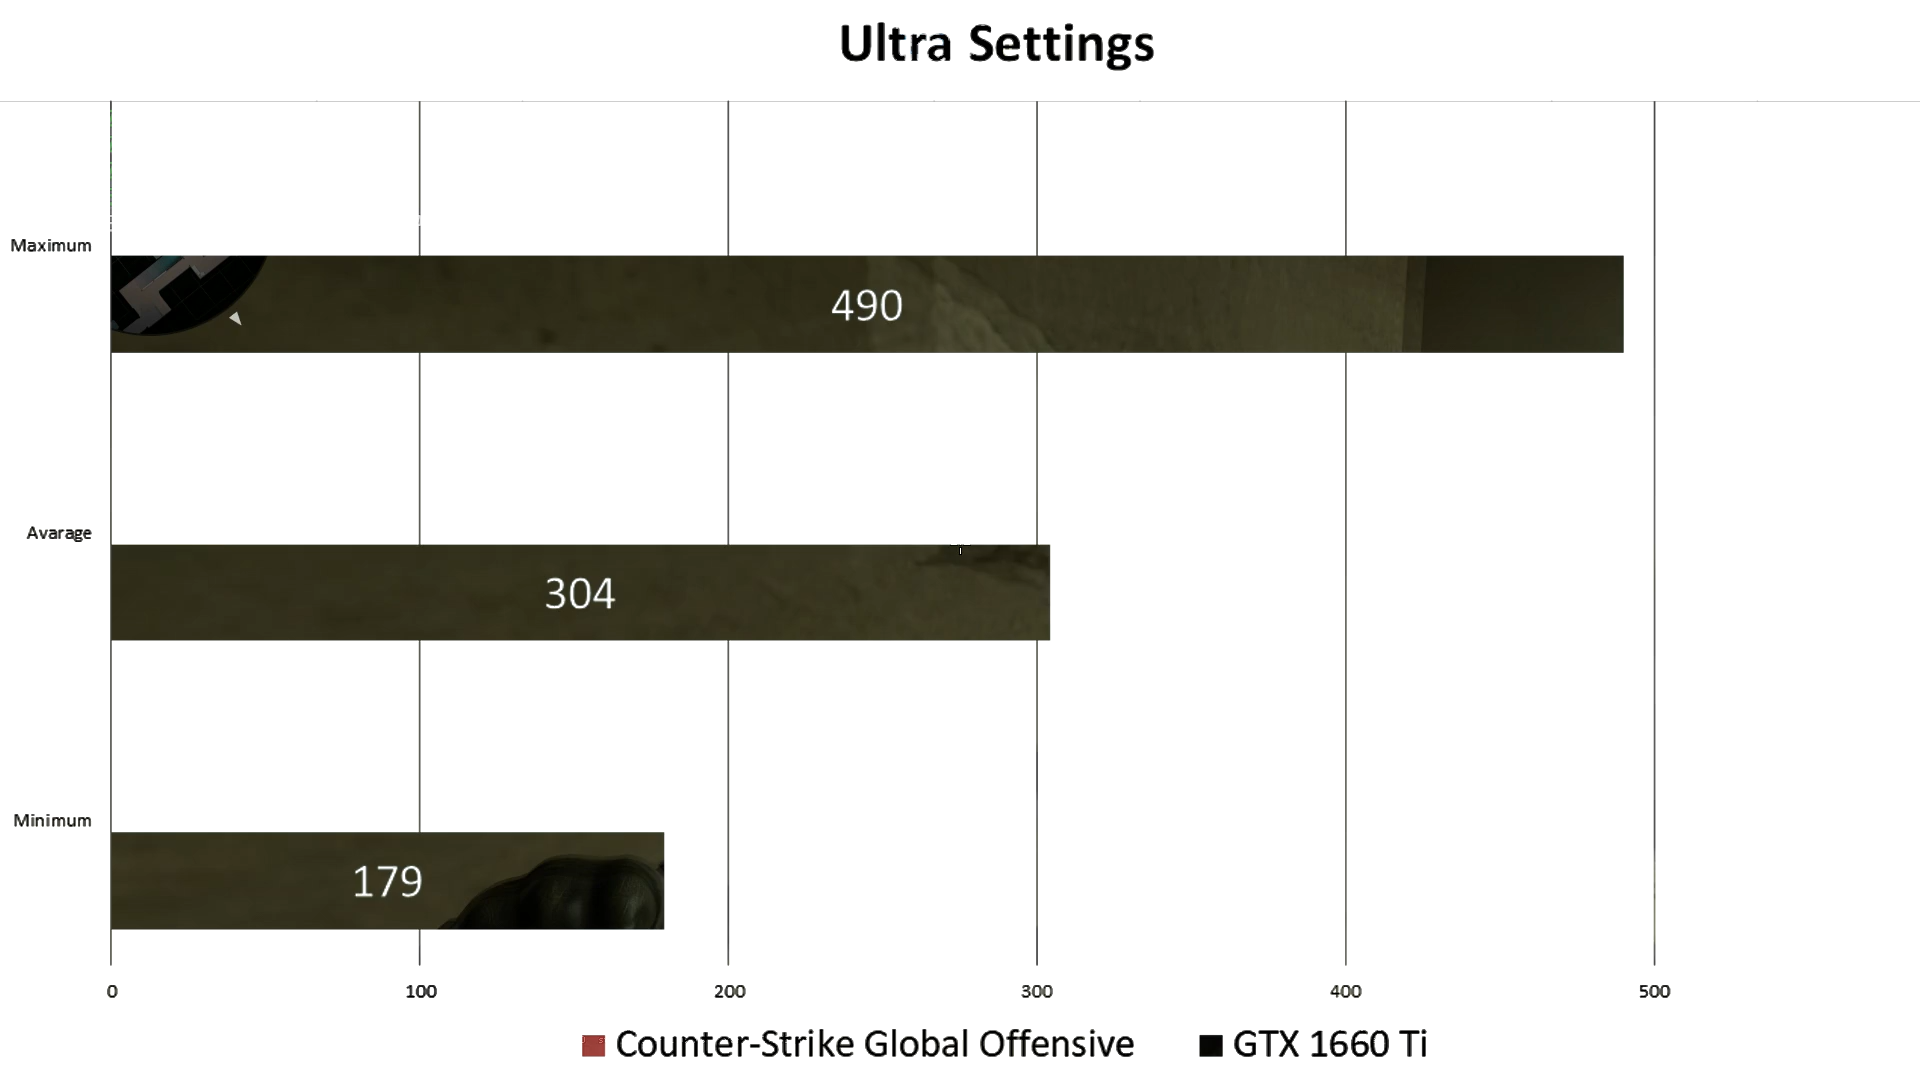 Ultra Settings
Maximum
490
Avarage
304
Minimum
179
0 100 200 300 400 500
Counter-Strike Global Offensive GTX 1660 Ti